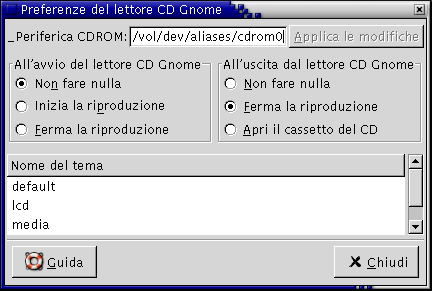 Preferenze del lettore CD Gnome
_Periferica CDROM: /vol/dev/aliases/cdrom0 Applica le modifiche
All'avvio del lettore CD Gnome
Non fare nulla
Inizia la riproduzione
Ferma la riproduzione
All'uscita dal lettore CD Gnome
Non fare nulla
Ferma la riproduzione
Apri il cassetto del CD
Nome del tema
default
lcd
media
Guida
Chiudi